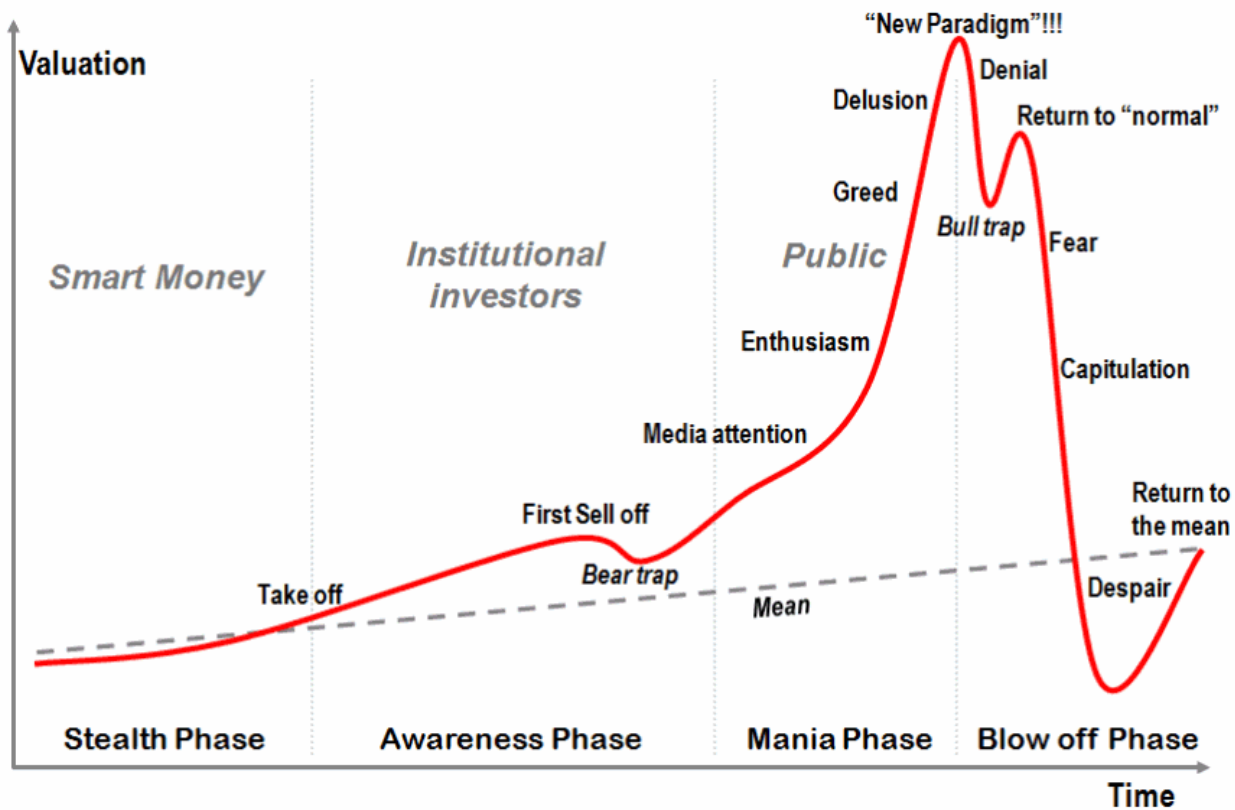 "New Paradigm"!!!
Valuation
Denial
Delusion
Return to "normal"
Greed
Bull trap
Smart Money
Institutional
investors
Public
Fear
Enthusiasm
Capitulation
Media attention
First Sell off
Return to
the mean
Bear trap
Take off
Mean
Despair
Stealth Phase
Awareness Phase
Mania Phase
Blow off Phase
Time